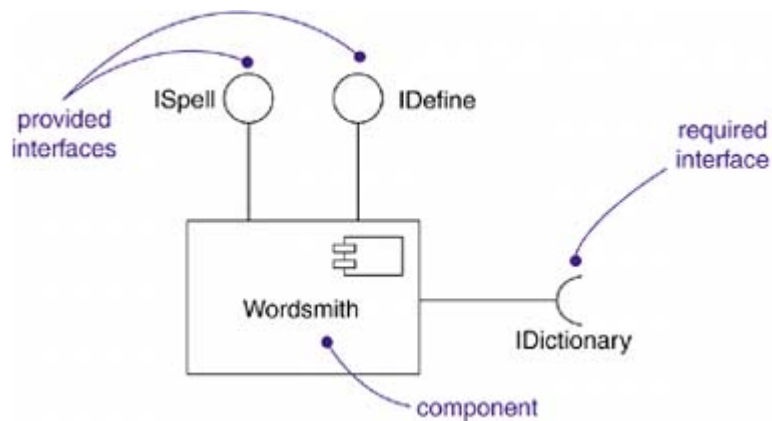 ISpell
IDefine
provided
interfaces
required
interface
Wordsmith
IDictionary
component